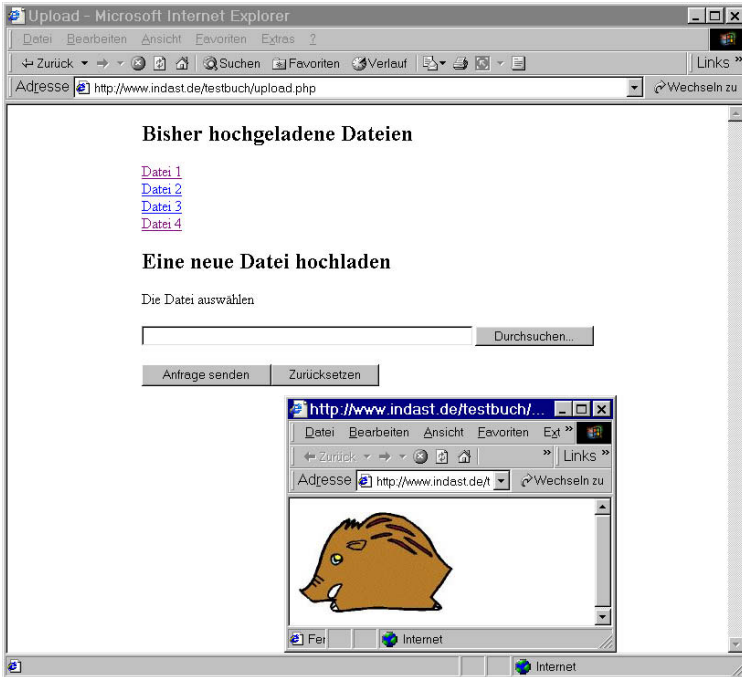 Upload - Microsoft Internet Explorer
Datei Bearbeiten Ansicht Favoriten Extras ?
Zurück Suchen Favoriten Verlauf Links »
Adresse http://www.indast.de/testbuch/upload.php Wechseln zu
Bisher hochgeladene Dateien
Datei 1
Datei 2
Datei 3
Datei 4
Eine neue Datei hochladen
Die Datei auswählen
Durchsuchen...
Anfrage senden Zurücksetzen
http://www.indast.de/testbuch/...
Datei Bearbeiten Ansicht Favoriten Ext »
Zurück » Links »
Adresse http://www.indast.de/t Wechseln zu
Fer Internet
Internet